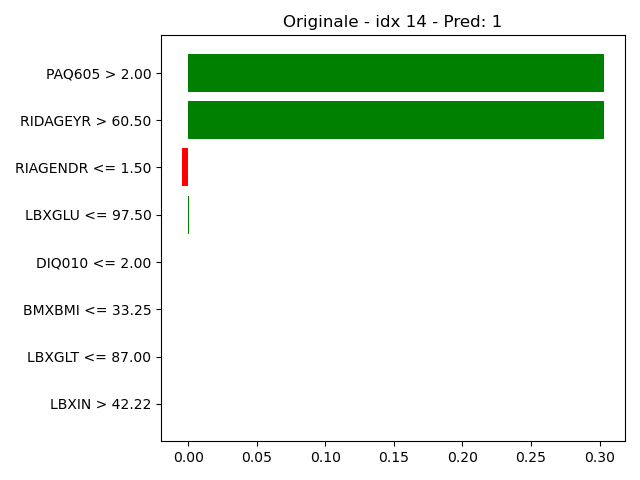 Originale - idx 14 - Pred: 1
PAQ605 > 2.00
RIDAGEYR > 60.50
RIAGENDR <= 1.50
LBXGLU <= 97.50
DIQ010 <= 2.00
BMXBMI <= 33.25
LBXGLT <= 87.00
LBXIN > 42.22
0.00 0.05 0.10 0.15 0.20 0.25 0.30